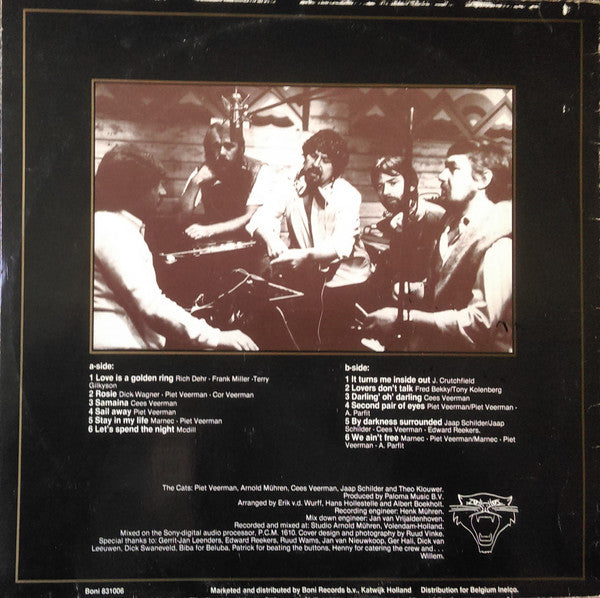 a-side:
1 Love is a golden ring Rich Dehr - Frank Miller -Terry
Gilkyson
2 Rosie Dick Wagner - Piet Veerman - Cor Veerman
3 Samaina Cees Veerman
4 Sail away Piet Veerman
5 Stay in my life Marnec - Piet Veerman
6 Let's spend the night Mcdill
b-side:
1 It turns me inside out J. Crutchfield
2 Lovers don't talk Fred Bekky/Tony Kolenberg
3 Darling' oh' darling Cees Veerman
4 Second pair of eyes Piet Veerman/Piet Veerman -
A. Parfit
5 By darkness surrounded Jaap Schilder/Jaap
Schilder - Cees Veerman - Edward Reekers.
6 We ain't free Marnec - Piet Veerman/Marnec - Piet
Veerman - A. Parfit
The Cats: Piet Veerman, Arnold Mühren, Cees Veerman, Jaap Schilder and Theo Klouwer.
Produced by Paloma Music B.V.
Arranged by Erik v.d. Wurff, Hans Hollestelle and Albert Boekholt.
Recording engineer: Henk Mühren.
Mix down engineer: Jan van Vrijaldenhoven.
Recorded and mixed at: Studio Arnold Mühren, Volendam-Holland.
Mixed on the Sony-digital audio processor, P.C.M. 1610. Cover design and photography by Ruud Vinke.
Special thanks to: Gerrit-Jan Leenders, Edward Reekers, Ruud Wams, Jan van Nieuwkoop, Ger Hall, Dick van
Leeuwen, Dick Swaneveld, Biba for Beluba, Patrick for beating the buttons, Henny for catering the crew and . . .
Willem.
Boni 831006
Marketed and distributed by Boni Records b.v., Katwijk Holland
Distribution for Belgium Inelco.